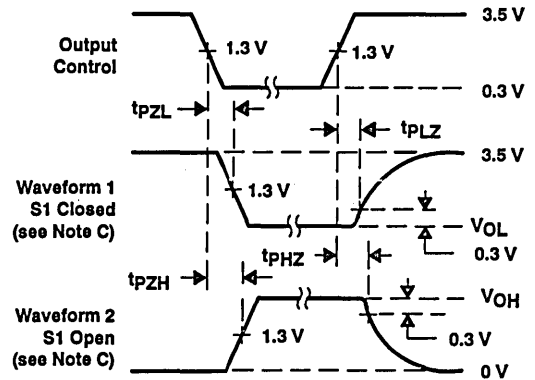 3.5 V
Output
Control
1.3 V
1.3 V
0.3 V
tPZL
tPLZ
3.5 V
Waveform 1
S1 Closed
(see Note C)
1.3 V
VOL
0.3 V
tPHZ
tPZH
VOH
Waveform 2
S1 Open
(see Note C)
1.3 V
0.3 V
0 V